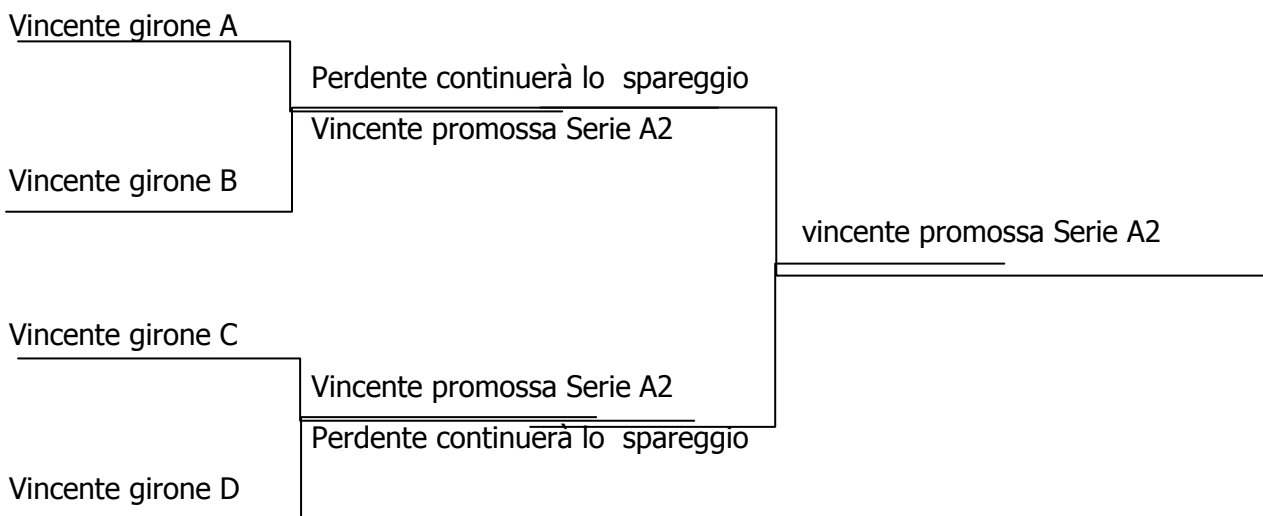 Vincente girone A
Perdente continuerà lo  spareggio
Vincente promossa Serie A2
Vincente girone B
vincente promossa Serie A2
Vincente girone C
Vincente promossa Serie A2
Perdente continuerà lo  spareggio
Vincente girone D